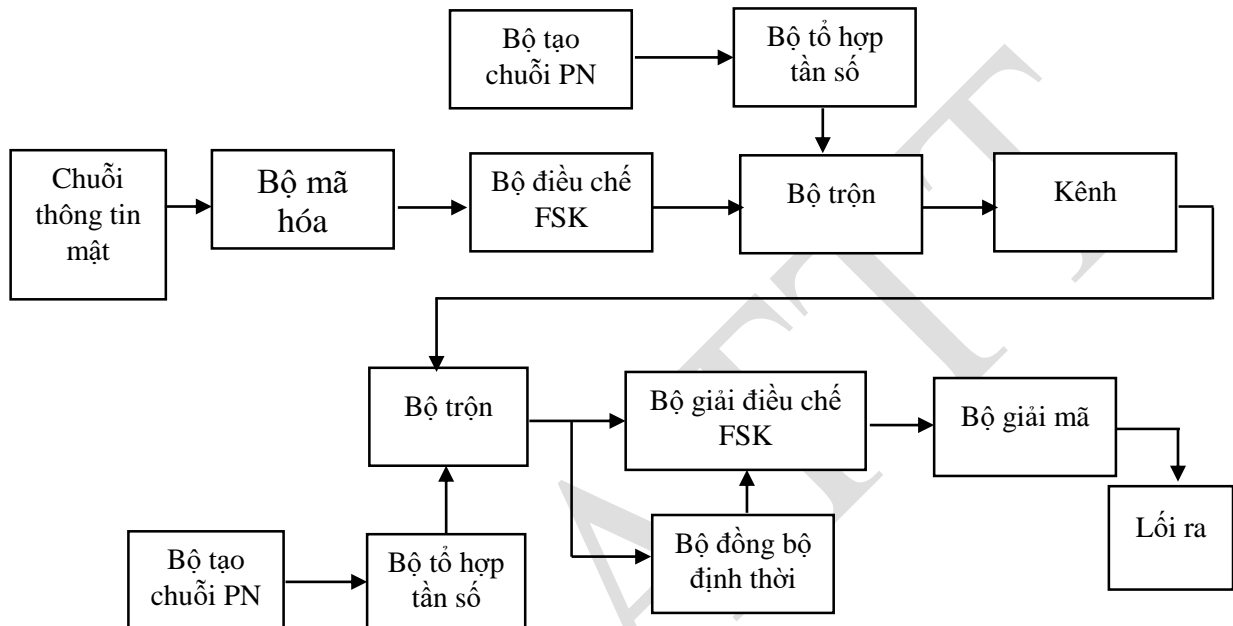 Bộ tạo
chuỗi PN
Bộ tổ hợp
tần số
Chuỗi
thông tin
mật
Bộ mã
hóa
Bộ điều chế
FSK
Bộ trộn
Kênh
Bộ trộn
Bộ giải điều chế
FSK
Bộ giải mã
Lối ra
Bộ tạo
chuỗi PN
Bộ tổ hợp
tần số
Bộ đồng bộ
định thời
ATTT